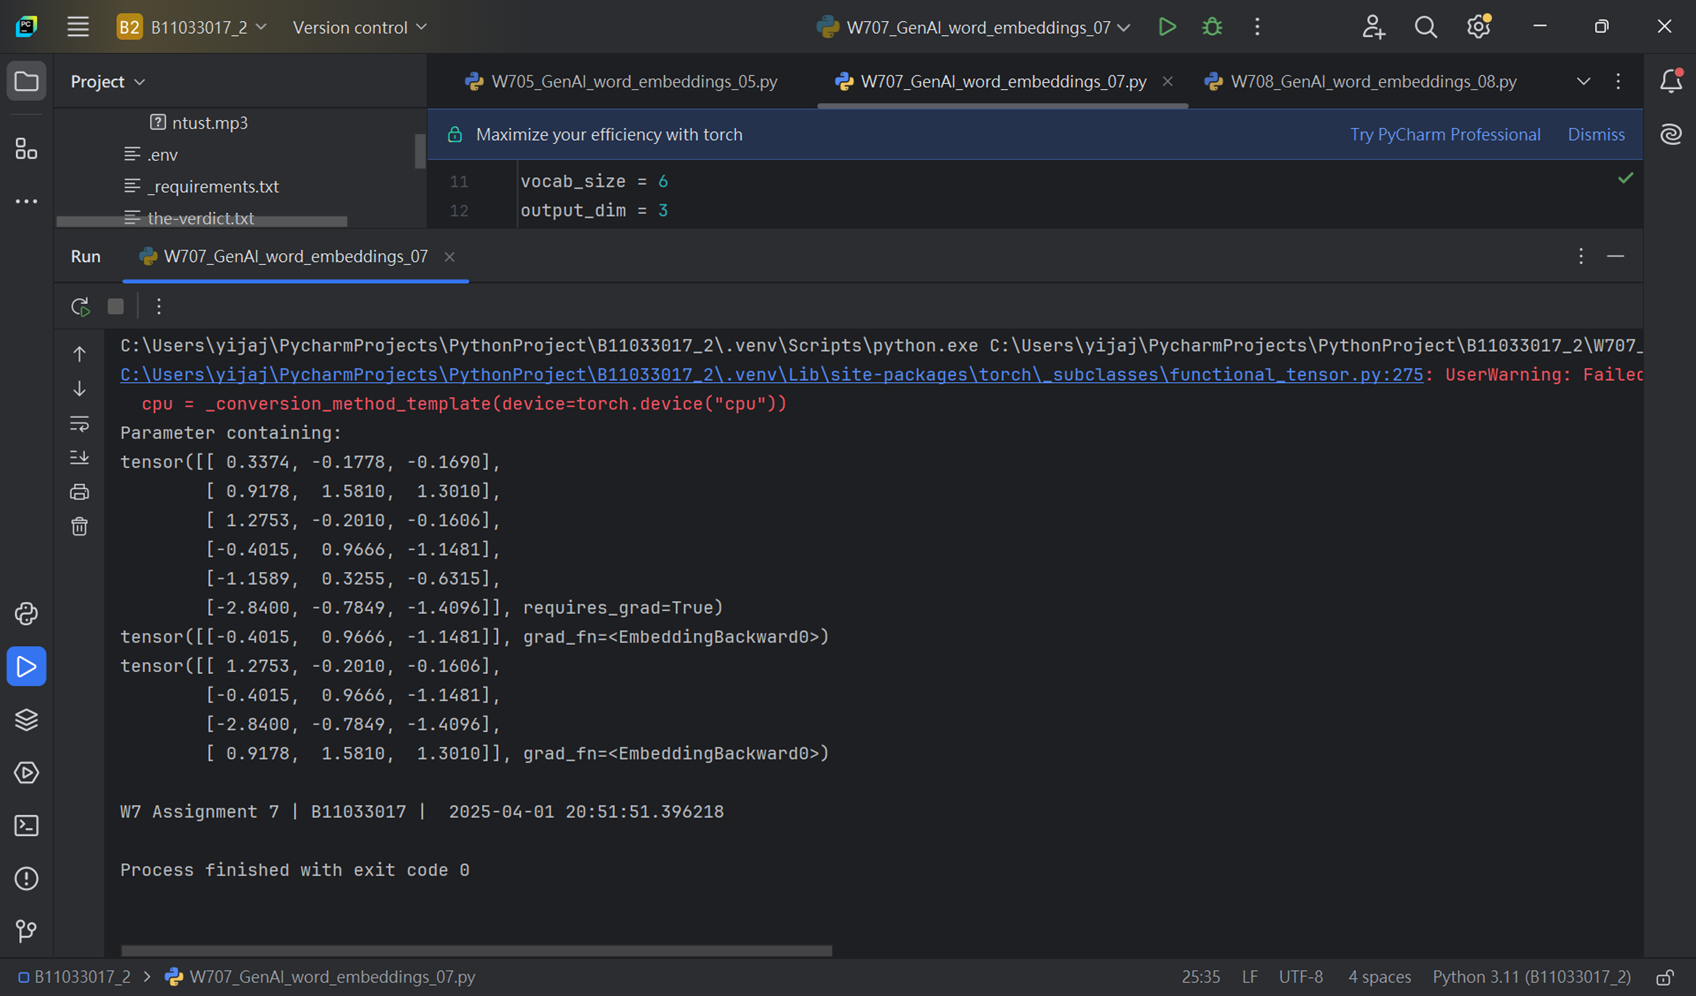 PC B2 B11033017_2 Version control W707_GenAI_word_embeddings_07
Project
W705_GenAI_word_embeddings_05.py W707_GenAI_word_embeddings_07.py W708_GenAI_word_embeddings_08.py
ntust.mp3
.env
_requirements.txt
the-verdict.txt
Maximize your efficiency with torch Try PyCharm Professional Dismiss
11 vocab_size = 6
12 output_dim = 3
Run W707_GenAI_word_embeddings_07
C:\Users\yijaj\PycharmProjects\PythonProject\B11033017_2\.venv\Scripts\python.exe C:\Users\yijaj\PycharmProjects\PythonProject\B11033017_2\W707_
C:\Users\yijaj\PycharmProjects\PythonProject\B11033017_2\.venv\Lib\site-packages\torch\_subclasses\functional_tensor.py:275: UserWarning: Failed
  cpu = _conversion_method_template(device=torch.device("cpu"))
Parameter containing:
tensor([[ 0.3374, -0.1778, -0.1690],
        [ 0.9178,  1.5810,  1.3010],
        [ 1.2753, -0.2010, -0.1606],
        [-0.4015,  0.9666, -1.1481],
        [-1.1589,  0.3255, -0.6315],
        [-2.8400, -0.7849, -1.4096]], requires_grad=True)
tensor([[-0.4015,  0.9666, -1.1481]], grad_fn=<EmbeddingBackward0>)
tensor([[ 1.2753, -0.2010, -0.1606],
        [-0.4015,  0.9666, -1.1481],
        [-2.8400, -0.7849, -1.4096],
        [ 0.9178,  1.5810,  1.3010]], grad_fn=<EmbeddingBackward0>)
W7 Assignment 7 | B11033017 |  2025-04-01 20:51:51.396218
Process finished with exit code 0
B11033017_2 > W707_GenAI_word_embeddings_07.py 25:35 LF UTF-8 4 spaces Python 3.11 (B11033017_2)